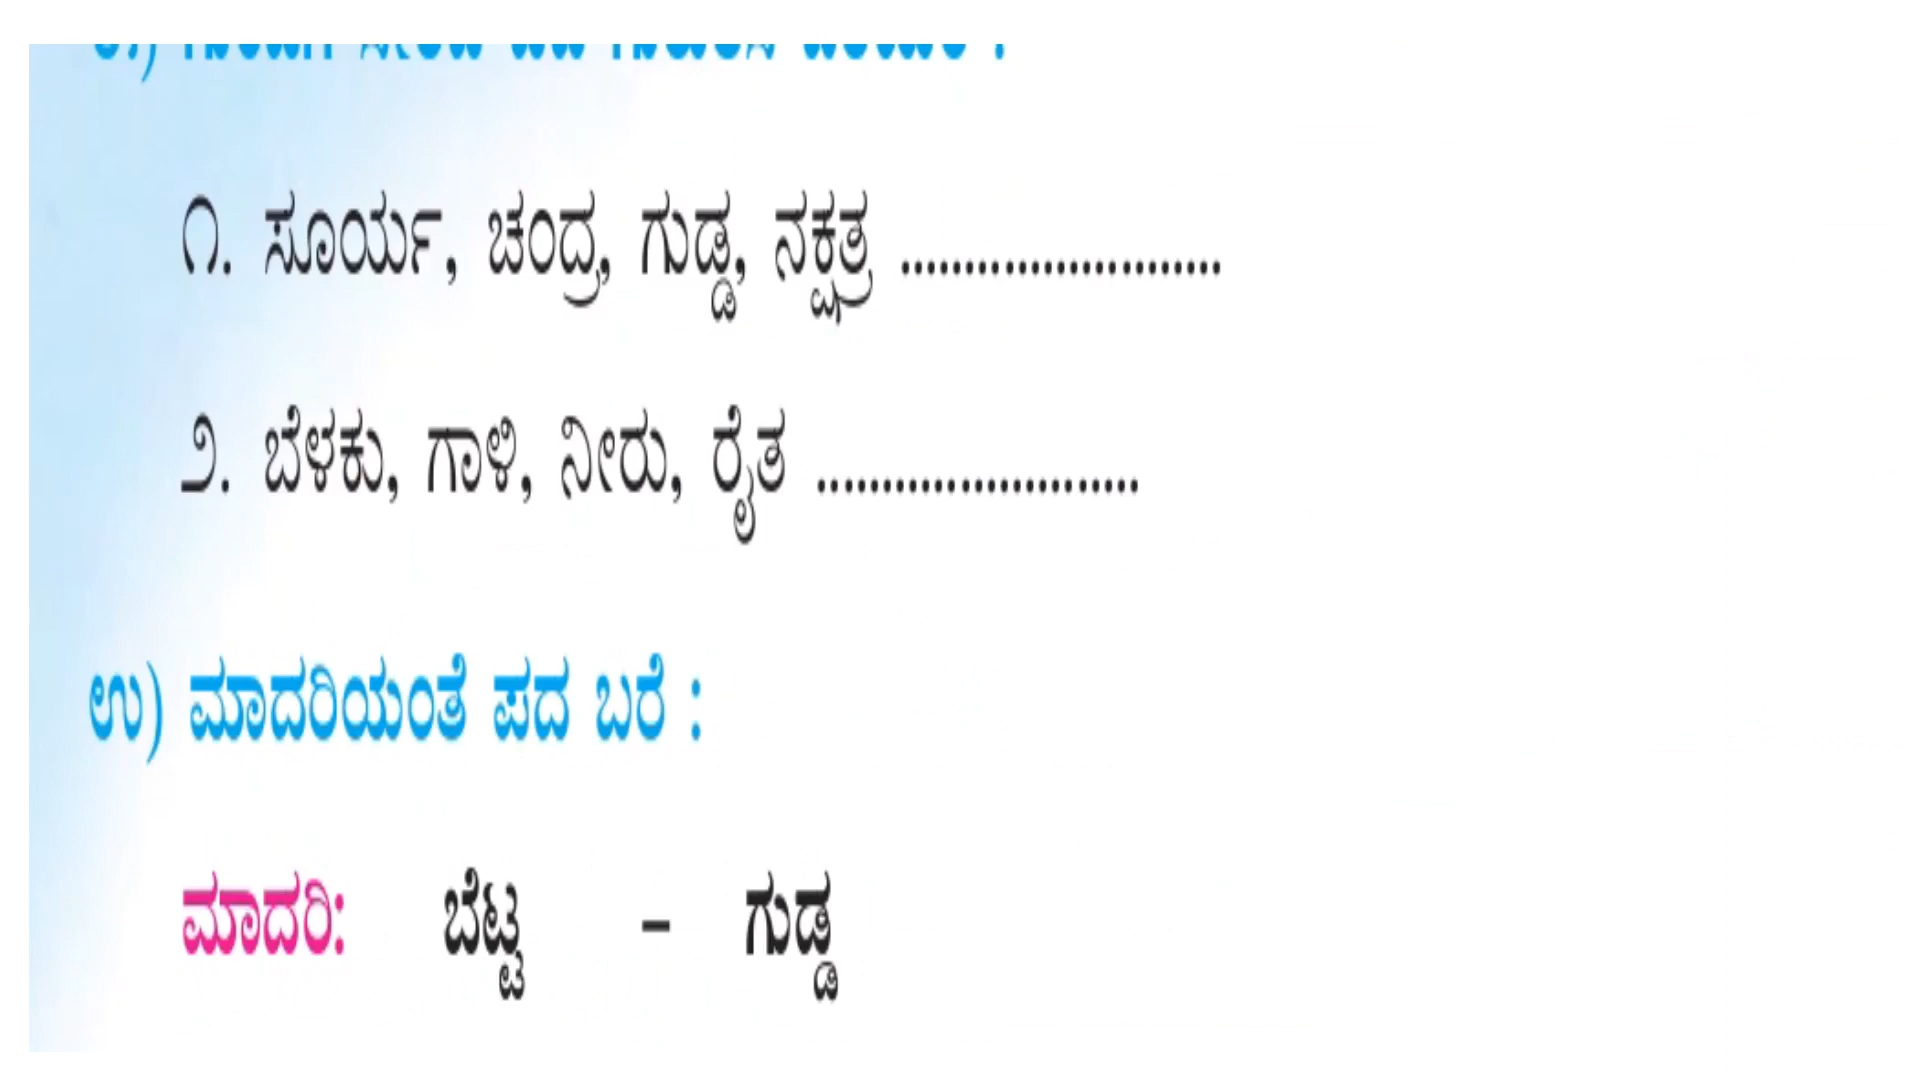 ೧. ಸೂರ್ಯ, ಚಂದ್ರ, ಗುಡ್ಡ, ನಕ್ಷತ್ರ .........................
೨. ಬೆಳಕು, ಗಾಳಿ, ನೀರು, ರೈತ .........................
ಉ) ಮಾದರಿಯಂತೆ ಪದ ಬರೆ :
ಮಾದರಿ: ಬೆಟ್ಟ – ಗುಡ್ಡ